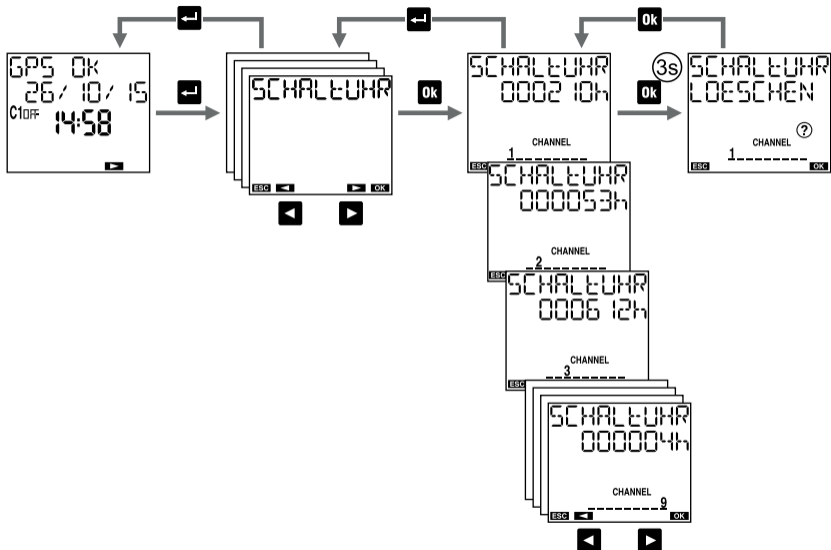 Ok
GPS OK
26/10/15
C1OFF
14:58
SCHALtUHR
ESC
OK
Ok
SCHALtUHR
000210h
CHANNEL
1
ESC
3s
Ok
SCHALtUHR
LOESCHEN
?
CHANNEL
1
ESC
OK
SCHALtUHR
000053h
CHANNEL
2
ESC
SCHALtUHR
000612h
CHANNEL
3
ESC
SCHALtUHR
000004h
CHANNEL
9
ESC
OK